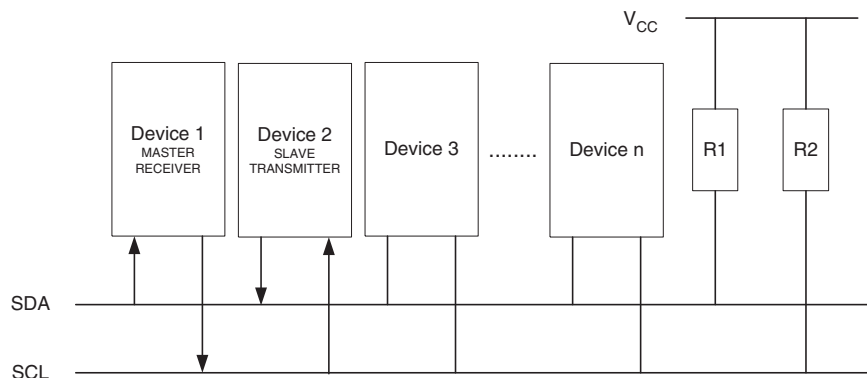 V_CC
Device 1
MASTER
RECEIVER
Device 2
SLAVE
TRANSMITTER
Device 3
........
Device n
R1
R2
SDA
SCL